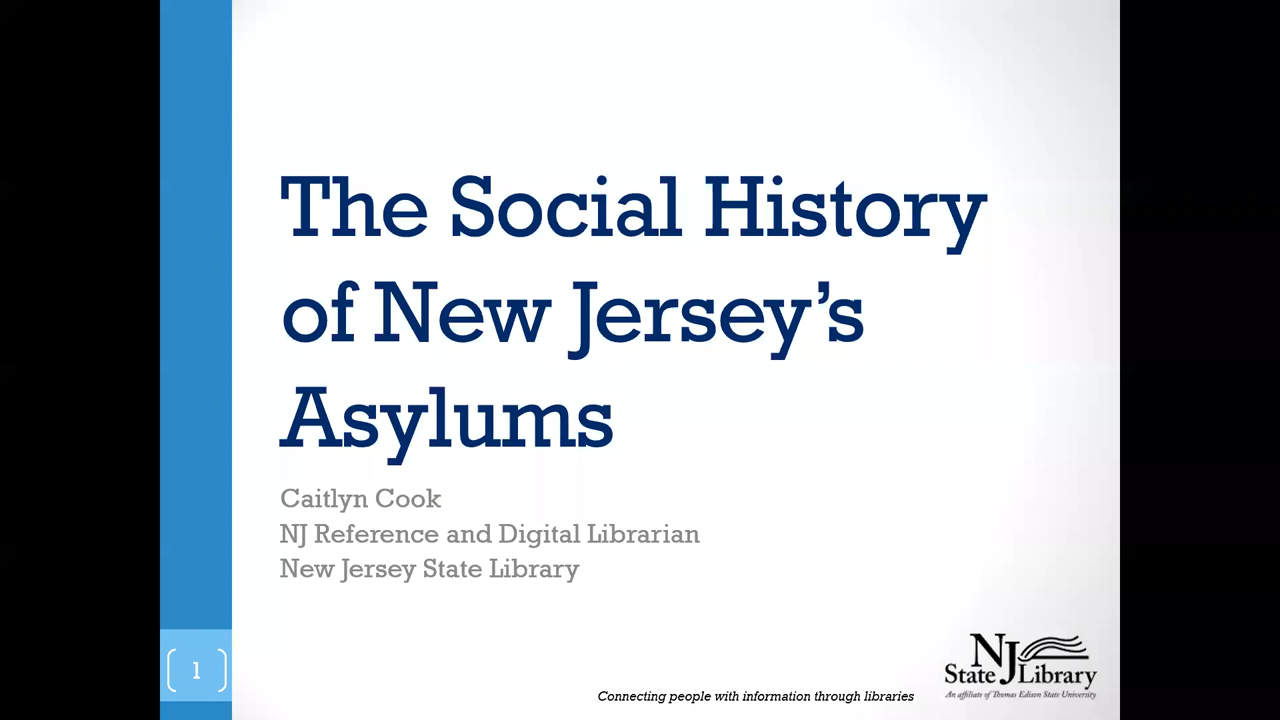 The Social History
of New Jersey’s
Asylums
Caitlyn Cook
NJ Reference and Digital Librarian
New Jersey State Library
1
Connecting people with information through libraries
NJ
State Library
An affiliate of Thomas Edison State University